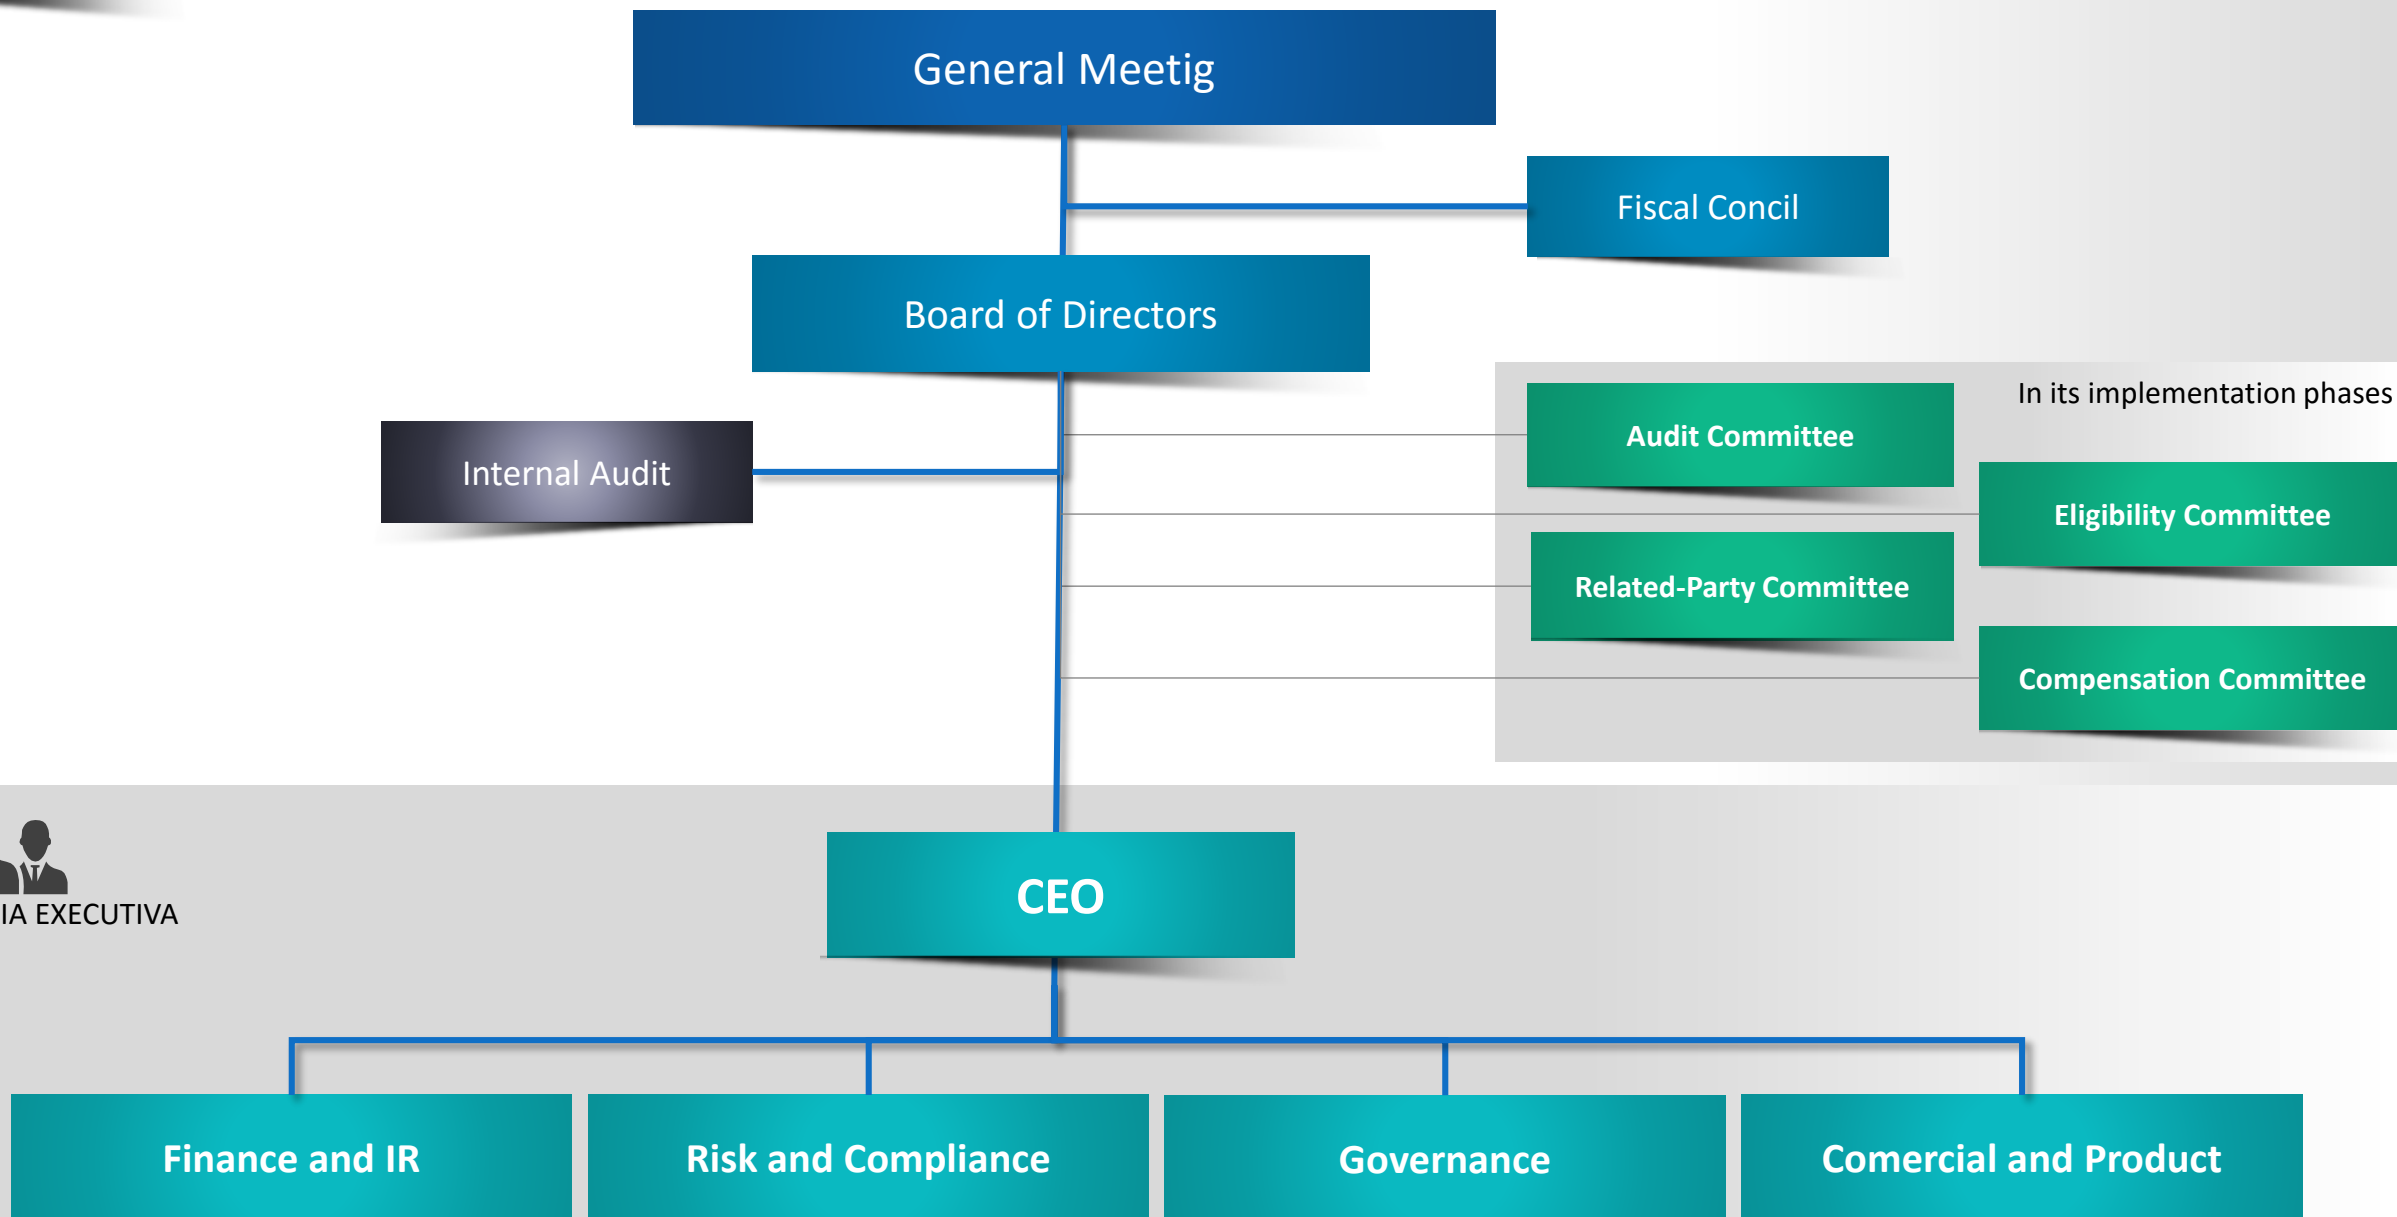 General Meetig
Fiscal Concil
Board of Directors
In its implementation phases
Audit Committee
Internal Audit
Eligibility Committee
Related-Party Committee
Compensation Committee
CEO
IA EXECUTIVA
Finance and IR
Risk and Compliance
Governance
Comercial and Product